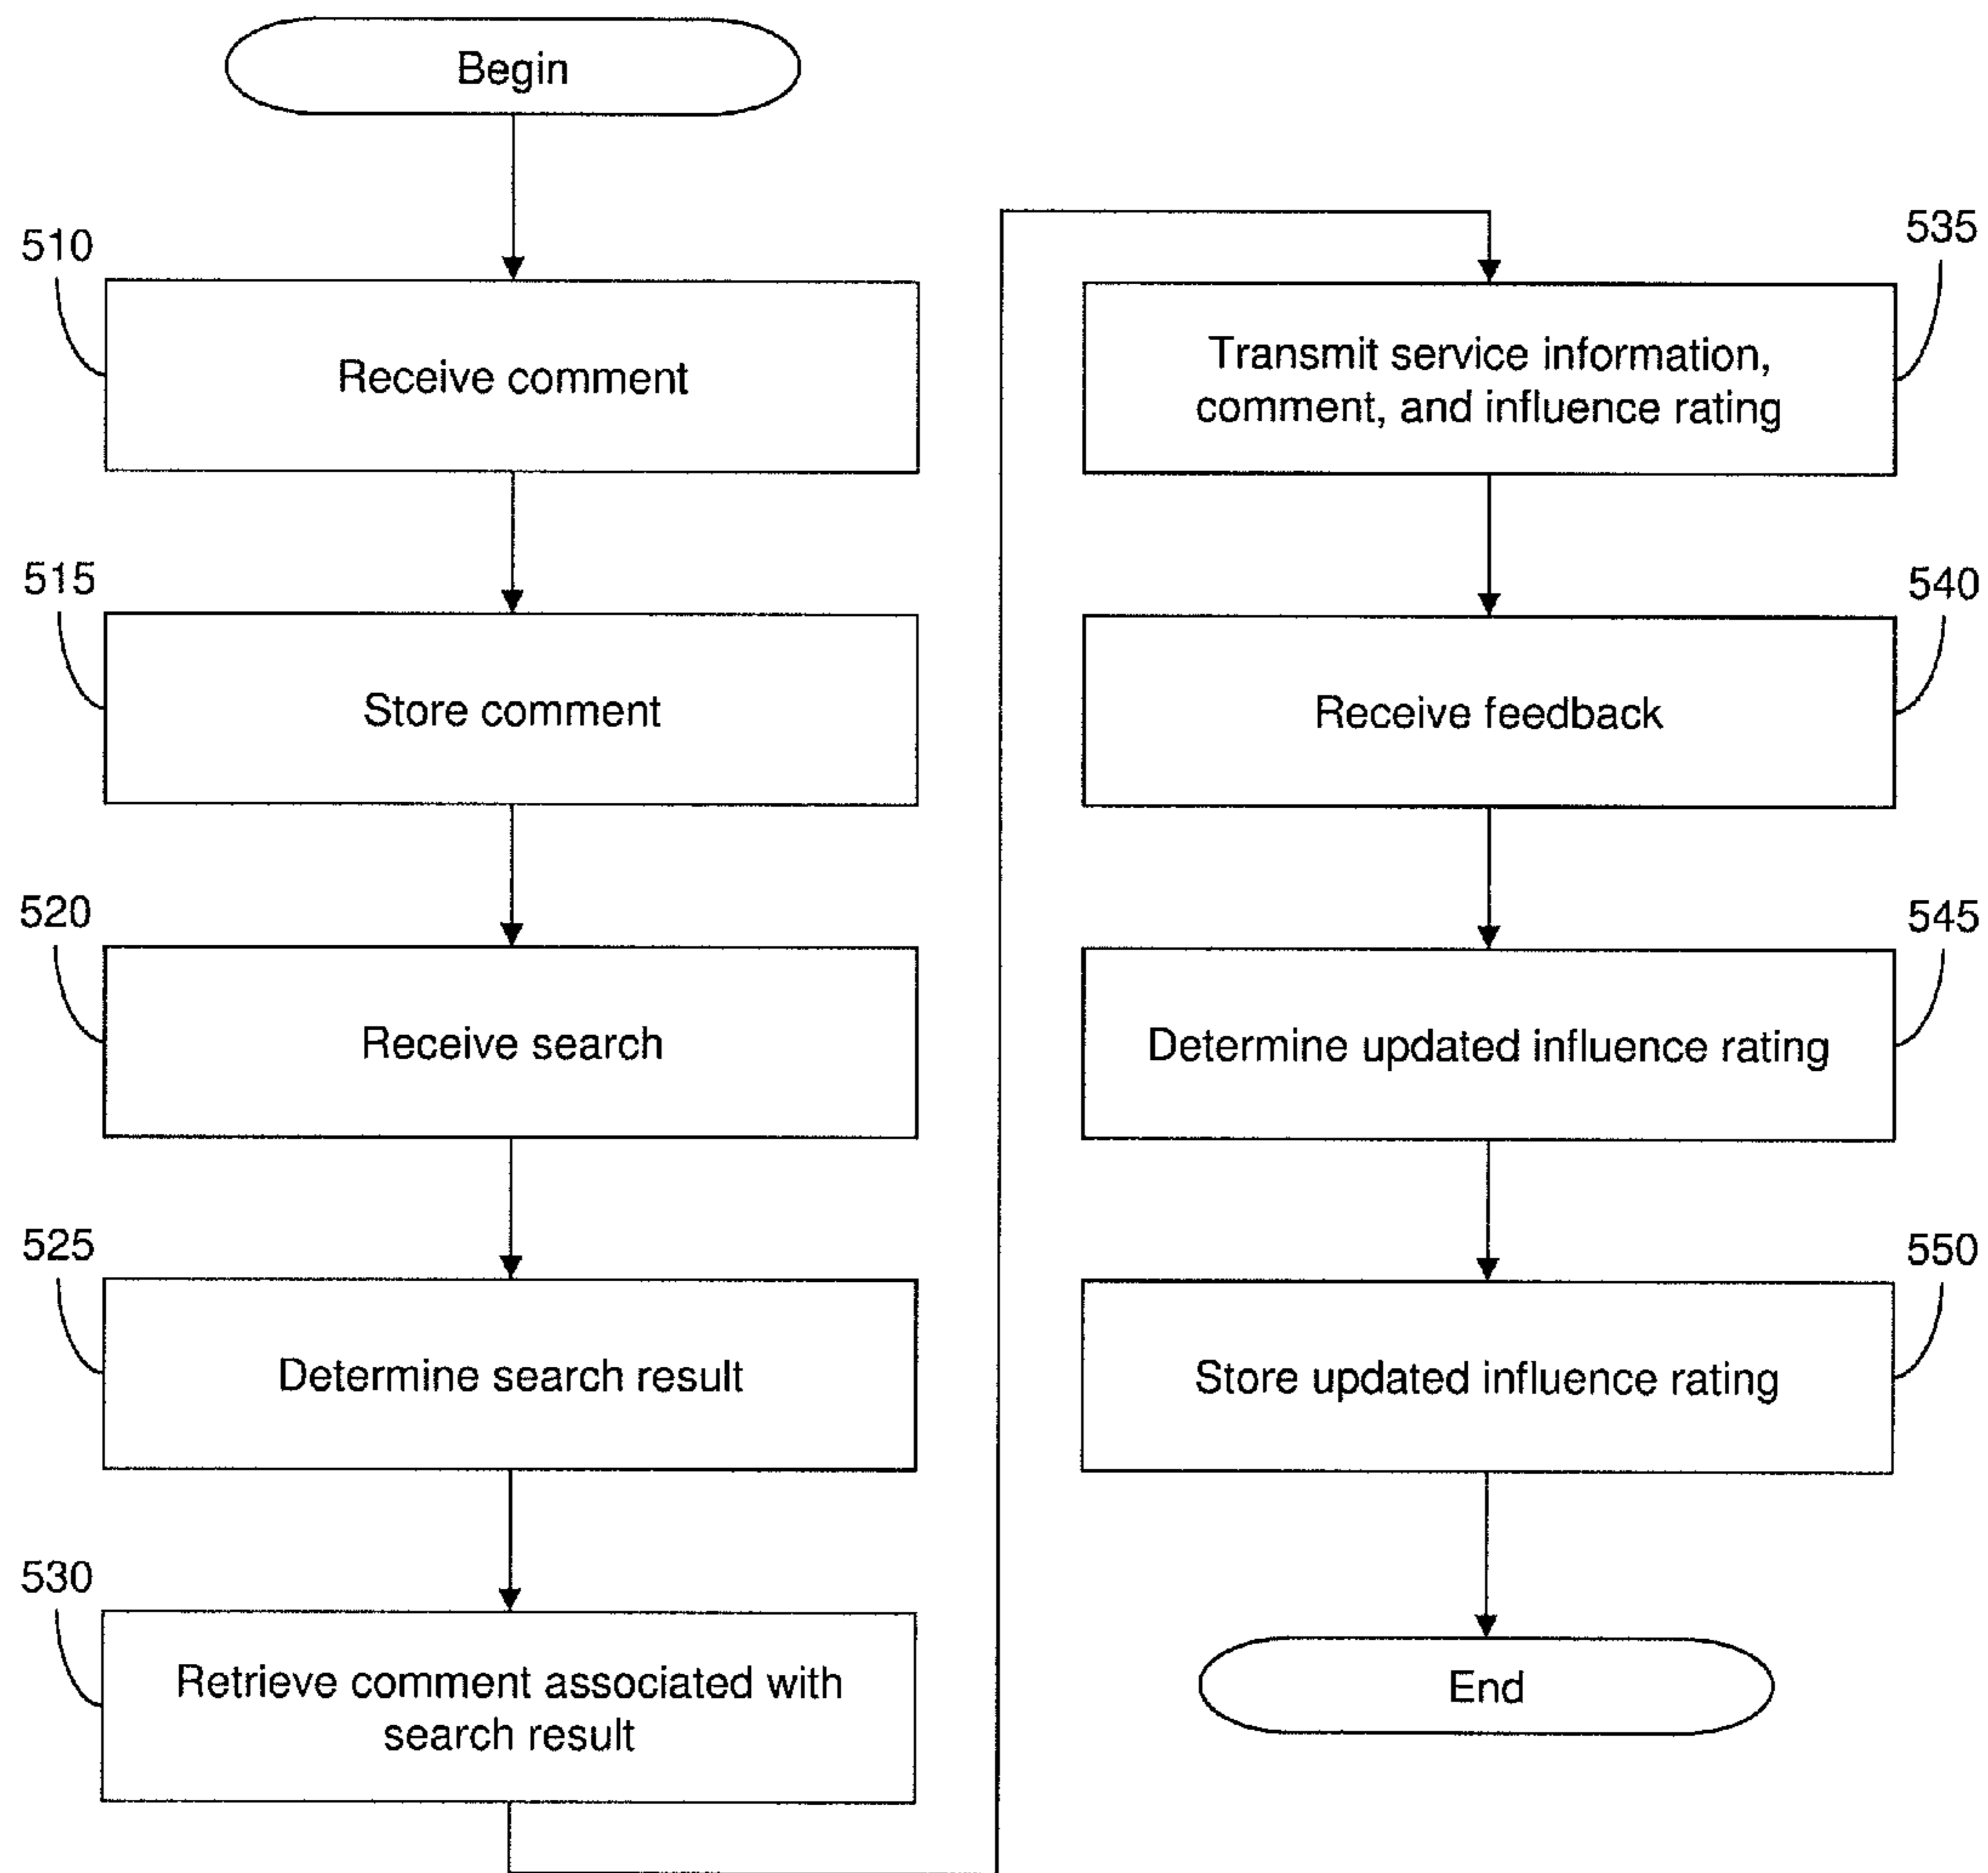 Begin
510
Receive comment
515
Store comment
520
Receive search
525
Determine search result
530
Retrieve comment associated with
search result
535
Transmit service information,
comment, and influence rating
540
Receive feedback
545
Determine updated influence rating
550
Store updated influence rating
End